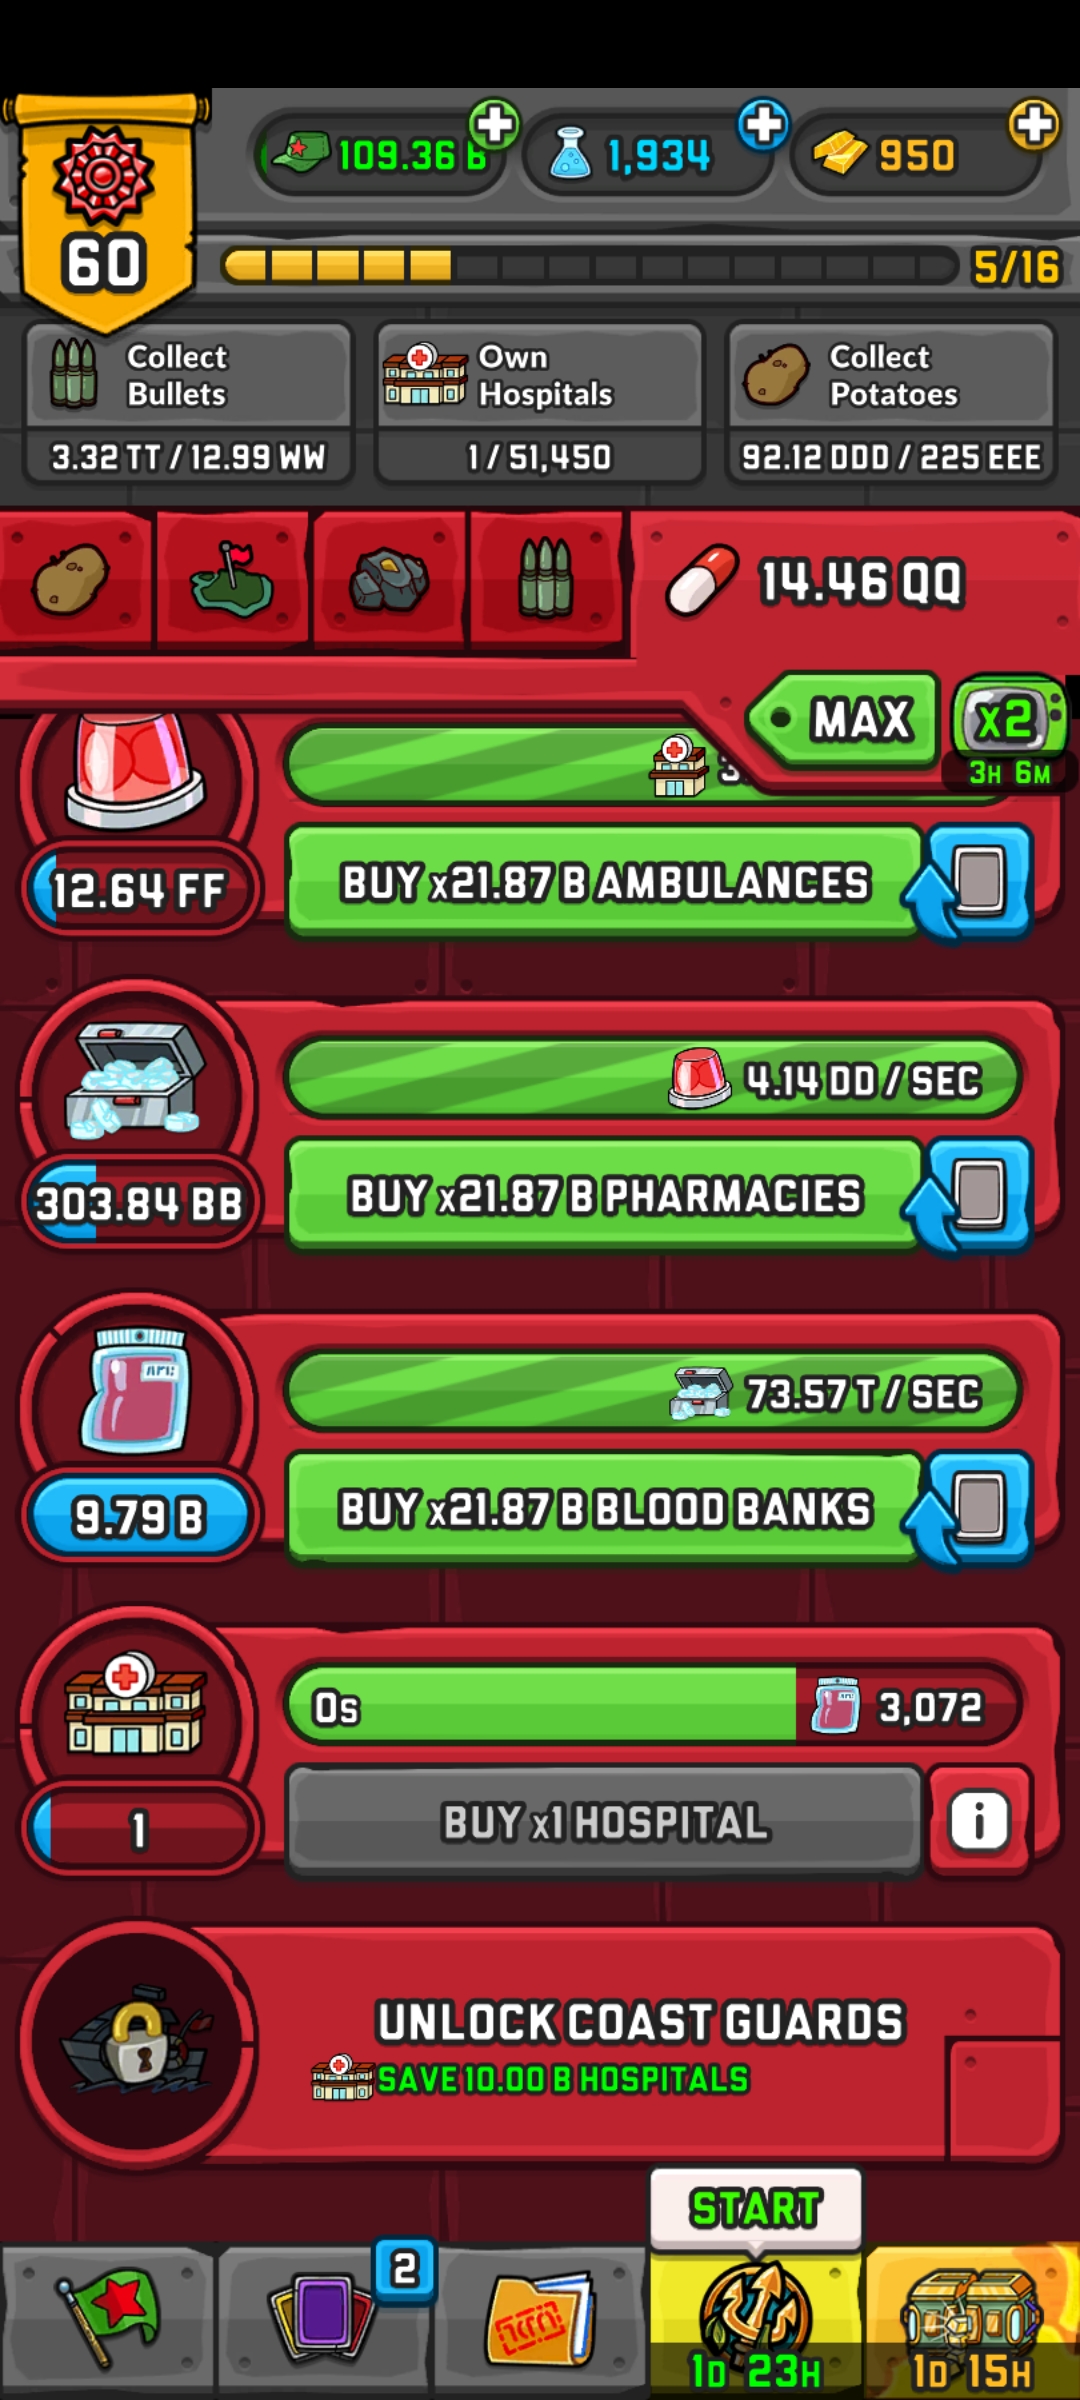 109.36 B
1,934
950
60
5/16
Collect
Bullets
Own
Hospitals
Collect
Potatoes
3.32 TT / 12.99 WW
1 / 51,450
92.12 DDD / 225 EEE
14.46 QQ
MAX
x2
3H 6M
3.
12.64 FF
BUY x21.87 B AMBULANCES
4.14 DD / SEC
303.84 BB
BUY x21.87 B PHARMACIES
73.57 T / SEC
9.79 B
BUY x21.87 B BLOOD BANKS
0s
3,072
1
BUY x1 HOSPITAL
i
UNLOCK COAST GUARDS
SAVE 10.00 B HOSPITALS
START
2
1D 23H
1D 15H